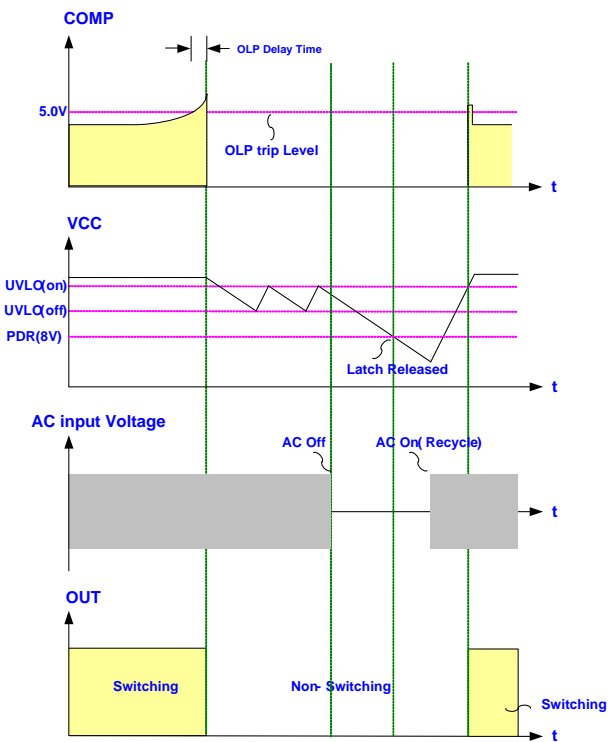 COMP
OLP Delay Time
5.0V
OLP trip Level
t
VCC
UVLO(on)
UVLO(off)
PDR(8V)
Latch Released
t
AC input Voltage
AC Off
AC On( Recycle)
t
OUT
Switching
Non- Switching
Switching
t